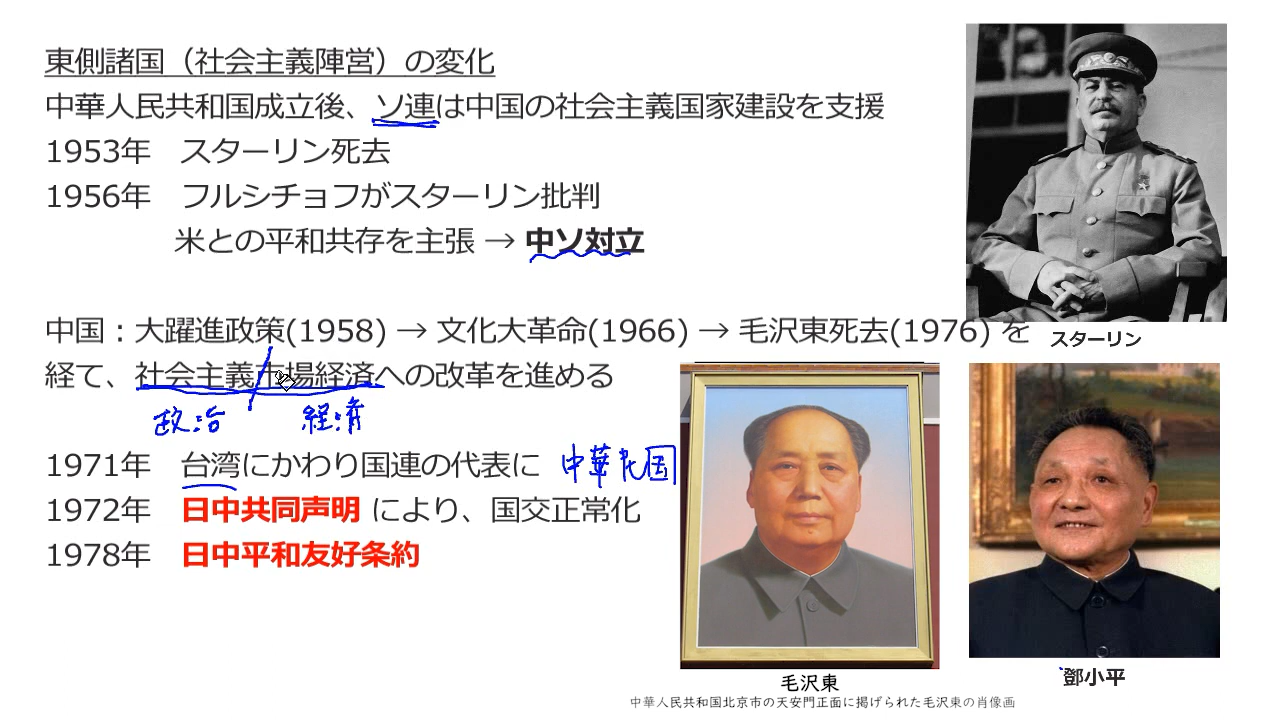 東側諸国（社会主義陣営）の変化
中華人民共和国成立後、ソ連は中国の社会主義国家建設を支援
1953年　スターリン死去
1956年　フルシチョフがスターリン批判
米との平和共存を主張 → 中ソ対立
中国：大躍進政策(1958) → 文化大革命(1966) → 毛沢東死去(1976) を
経て、社会主義市場経済への改革を進める
政治　経済
1971年　台湾にかわり国連の代表に　中華民国
1972年　日中共同声明 により、国交正常化
1978年　日中平和友好条約
スターリン
毛沢東
中華人民共和国北京市の天安門正面に掲げられた毛沢東の肖像画
鄧小平